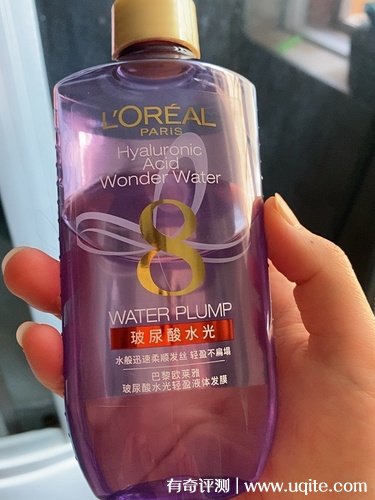 L'ORÉAL
PARIS
Hyaluronic
Acid
Wonder Water
8
WATER PLUMP
玻尿酸水光
水般迅速柔顺发丝 轻盈不扁塌
巴黎欧莱雅
玻尿酸水光轻盈液体发膜
有奇评测 | www.uqite.com